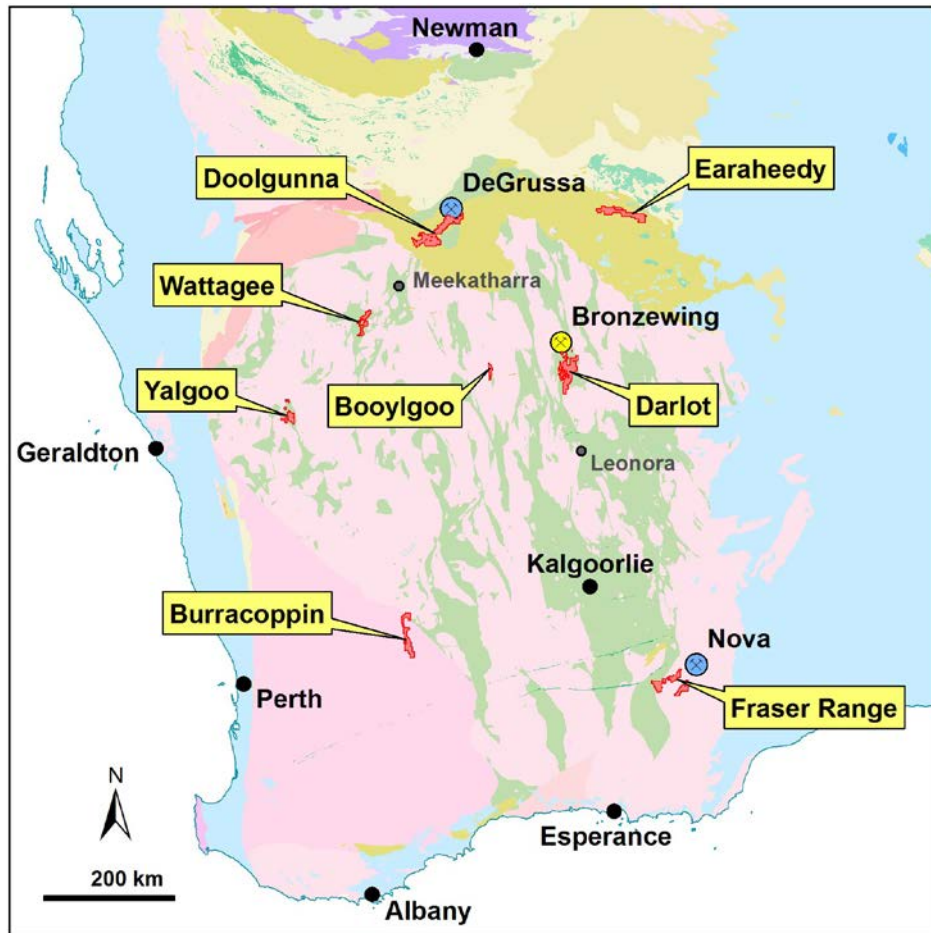 Newman
Doolgunna
DeGrussa
Earaheedy
Meekatharra
Wattagee
Bronzewing
Yalgoo
Booylgoo
Darlot
Geraldton
Leonora
Kalgoorlie
Burracoppin
Nova
Perth
Fraser Range
N
Esperance
200 km
Albany